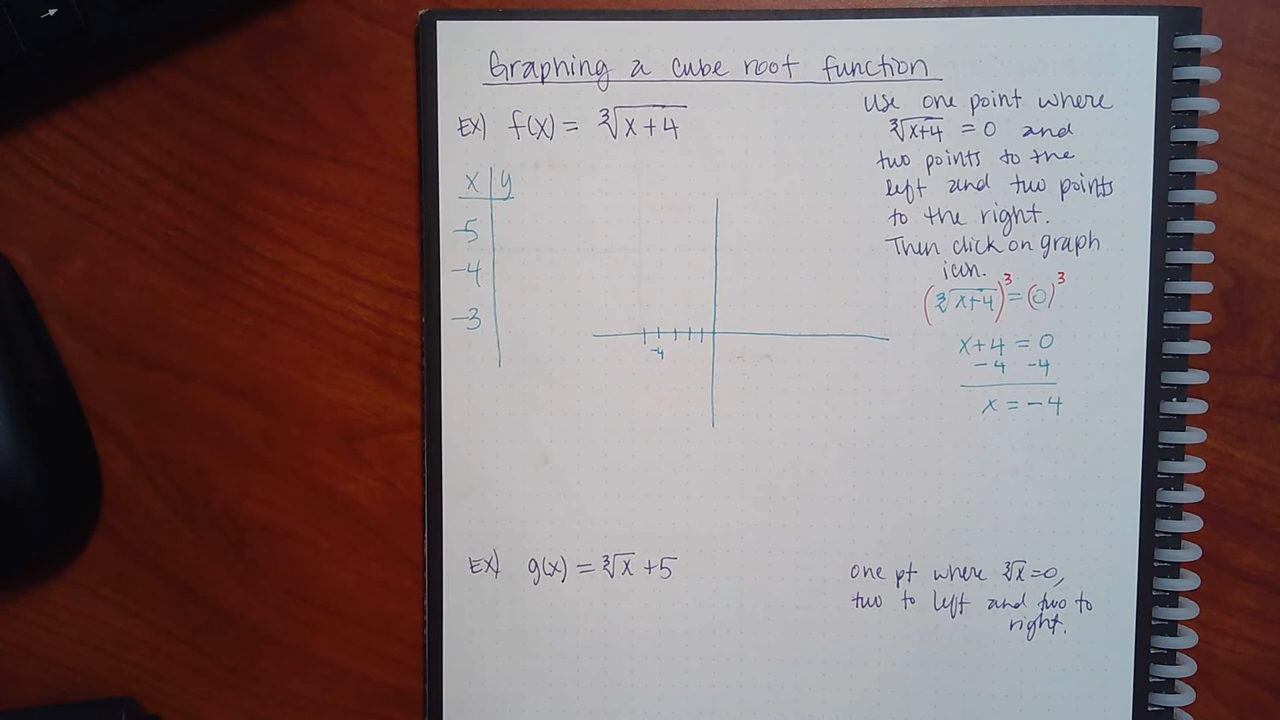 Graphing a cube root function
Ex) f(x) = ∛(x+4)
x | y
-5
-4
-3
-4
use one point where
∛(x+4) = 0 and
two points to the
left and two points
to the right.
Then click on graph
icon.
(∛(x+4))³ = (0)³
x+4 = 0
-4 -4
x = -4
Ex) g(x) = ∛x + 5
one pt where ∛x=0,
two to left and two to
right.